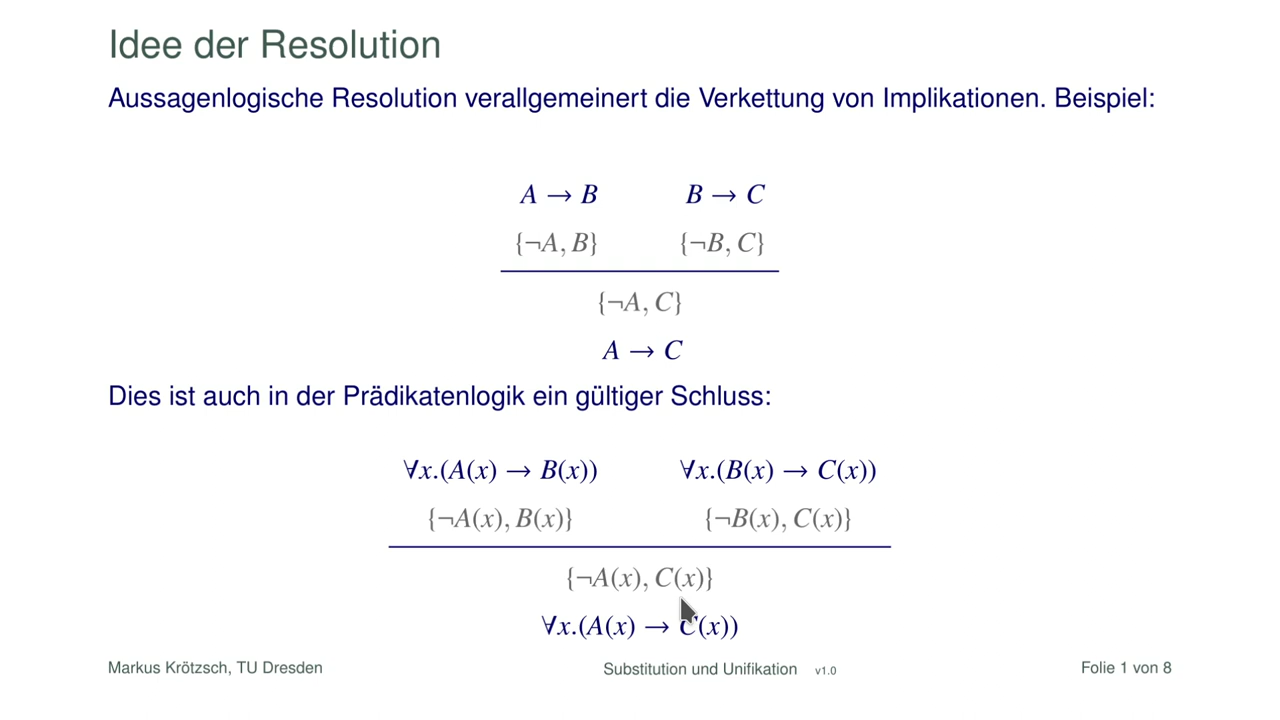 Idee der Resolution
Aussagenlogische Resolution verallgemeinert die Verkettung von Implikationen. Beispiel:
A → B B → C
{¬A, B} {¬B, C}
{¬A, C}
A → C
Dies ist auch in der Prädikatenlogik ein gültiger Schluss:
∀x.(A(x) → B(x)) ∀x.(B(x) → C(x))
{¬A(x), B(x)} {¬B(x), C(x)}
{¬A(x), C(x)}
∀x.(A(x) → C(x))
Markus Krötzsch, TU Dresden Substitution und Unifikation v1.0 Folie 1 von 8